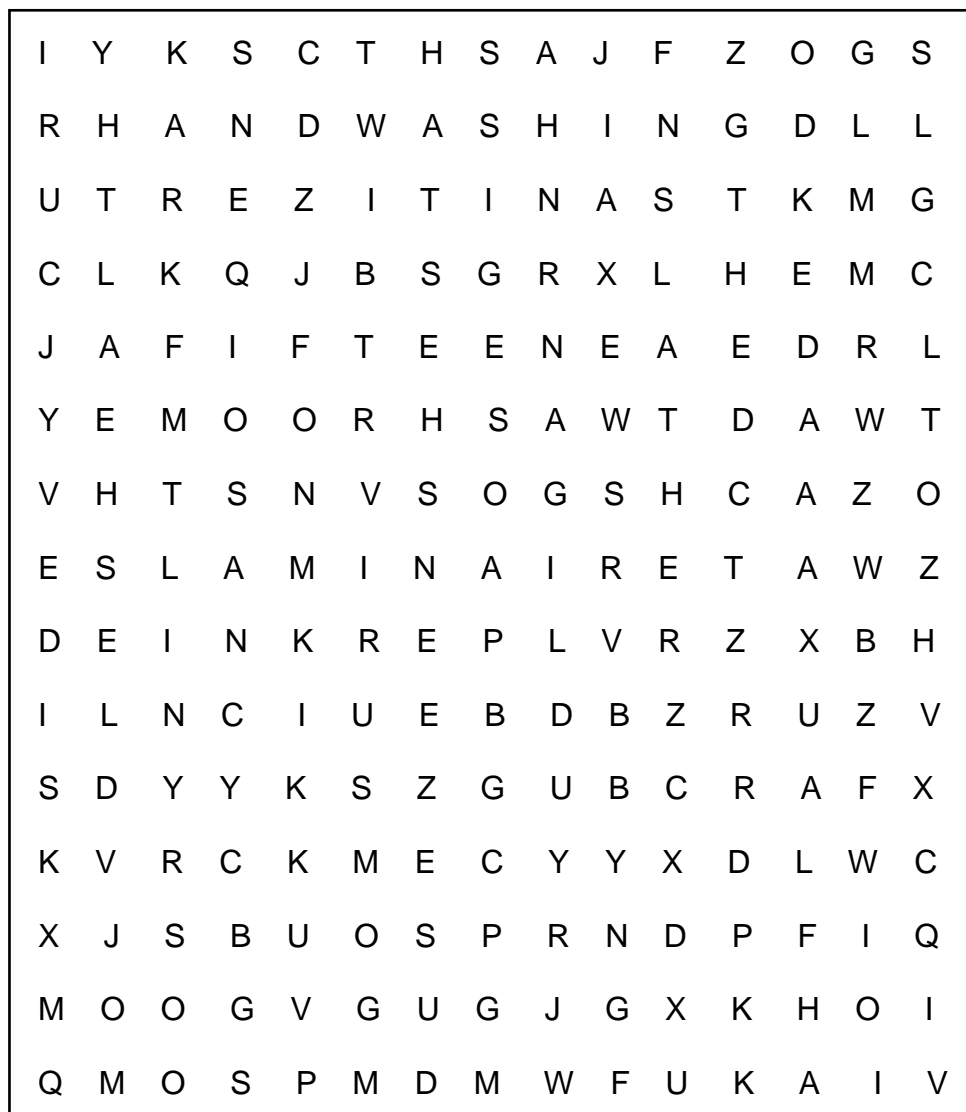 I Y K S C T H S A J F Z O G S
R H A N D W A S H I N G D L L
U T R E Z I T I N A S T K M G
C L K Q J B S G R X L H E M C
J A F I F T E E N E A E D R L
Y E M O O R H S A W T D A W T
V H T S N V S O G S H C A Z O
E S L A M I N A I R E T A W Z
D E I N K R E P L V R Z X B H
I L N C I U E B D B Z R U Z V
S D Y Y K S Z G U B C R A F X
K V R C K M E C Y Y X D L W C
X J S B U O S P R N D P F I Q
M O O G V G U G J G X K H O I
Q M O S P M D M W F U K A I V